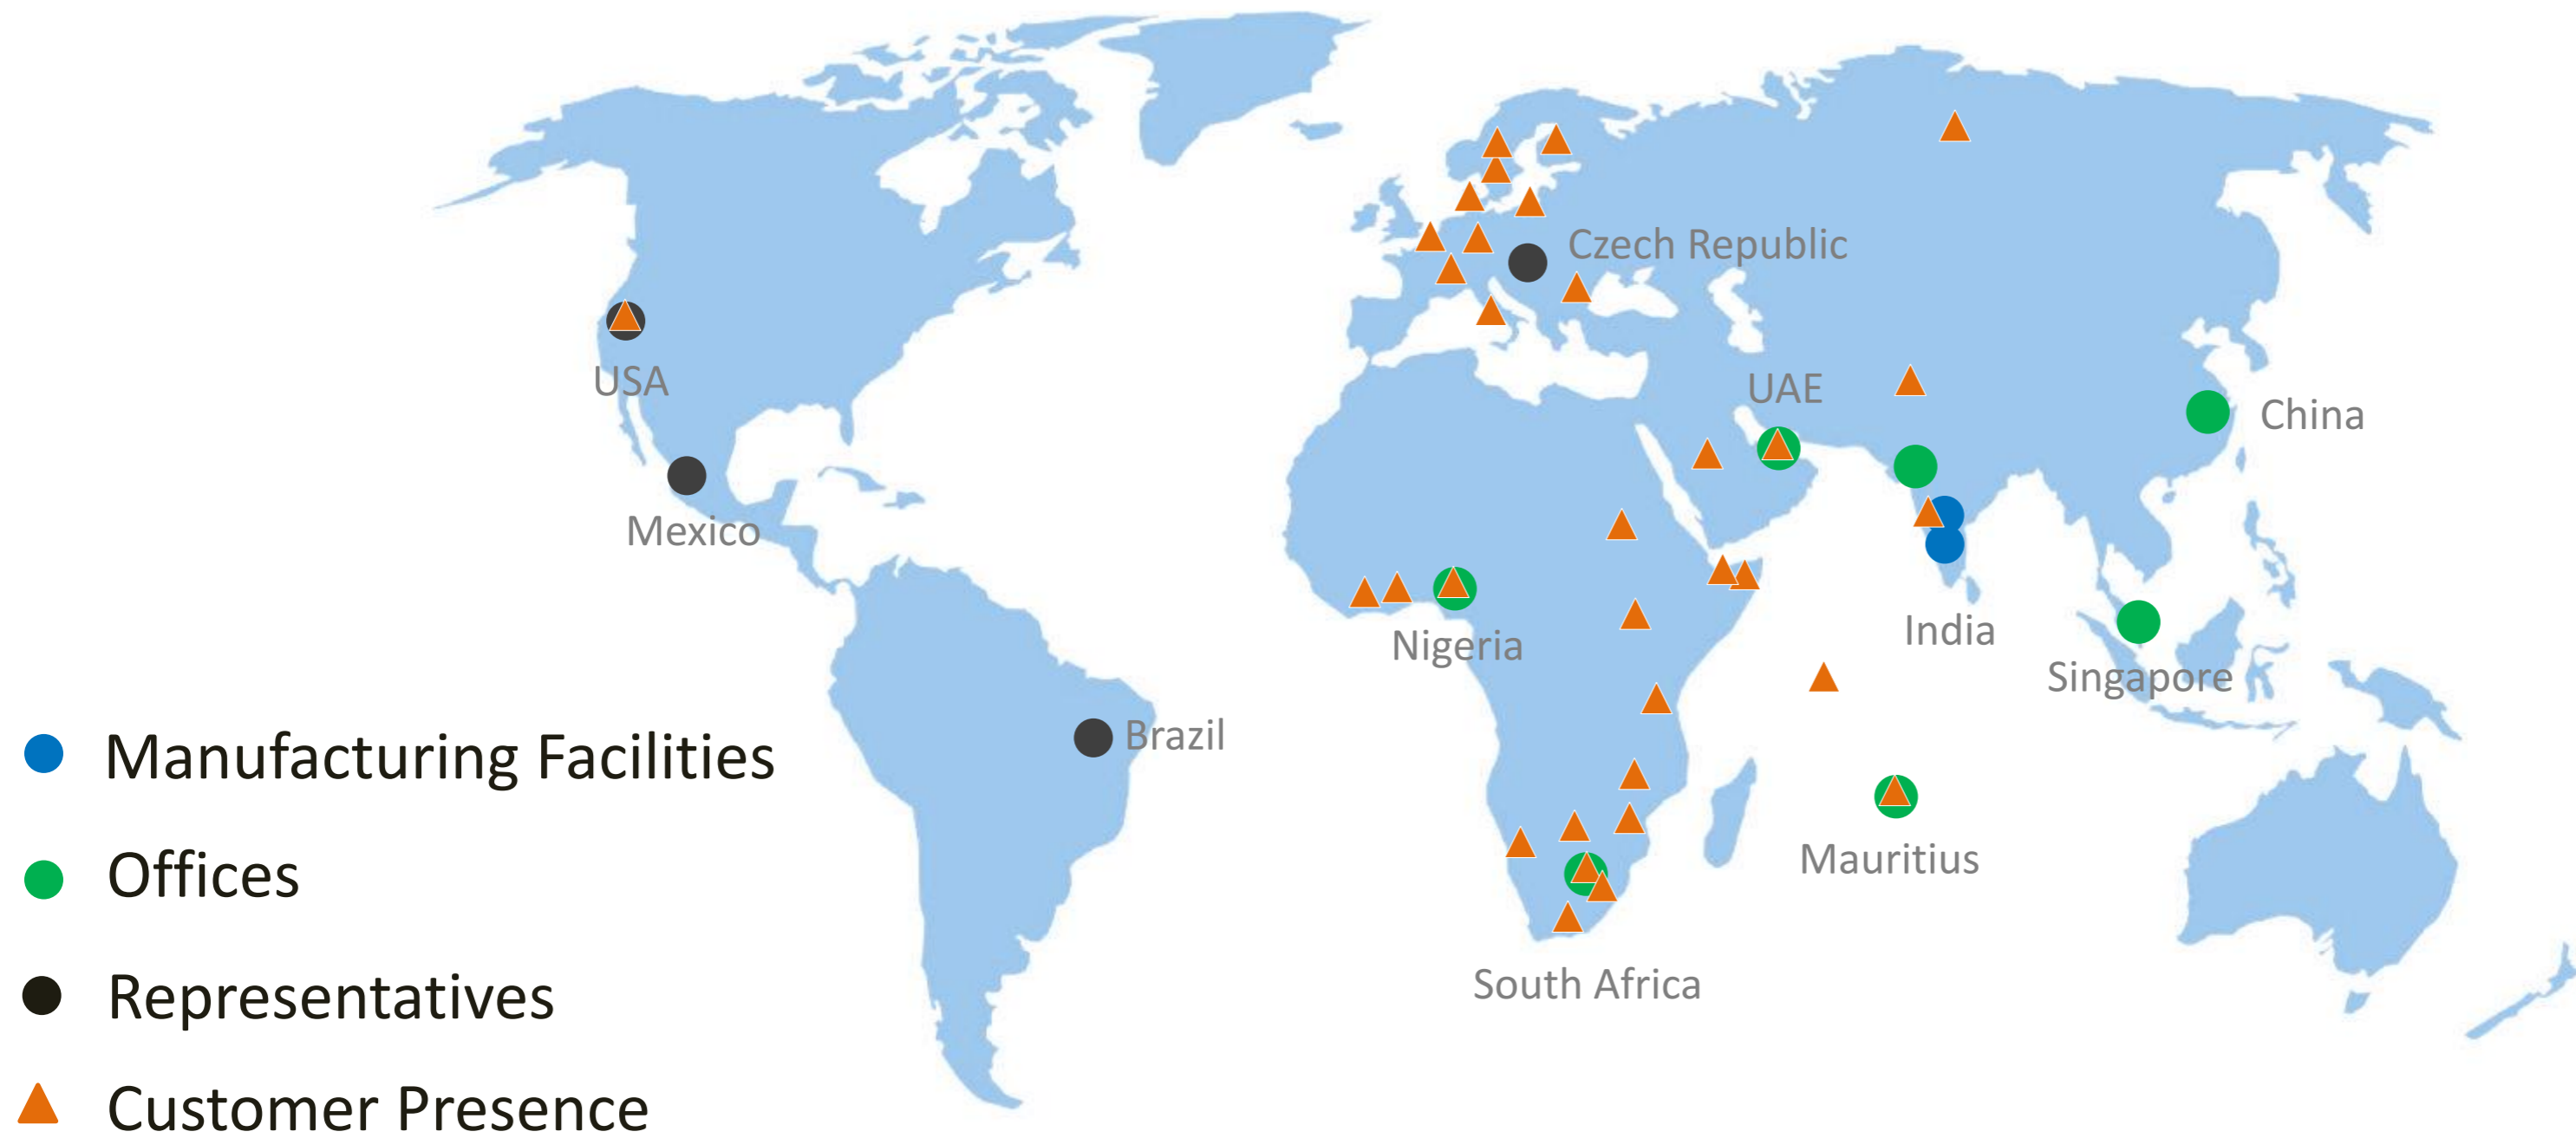 Czech Republic
USA
UAE
China
Mexico
Nigeria
India
Singapore
Brazil
Mauritius
South Africa
Manufacturing Facilities
Offices
Representatives
Customer Presence